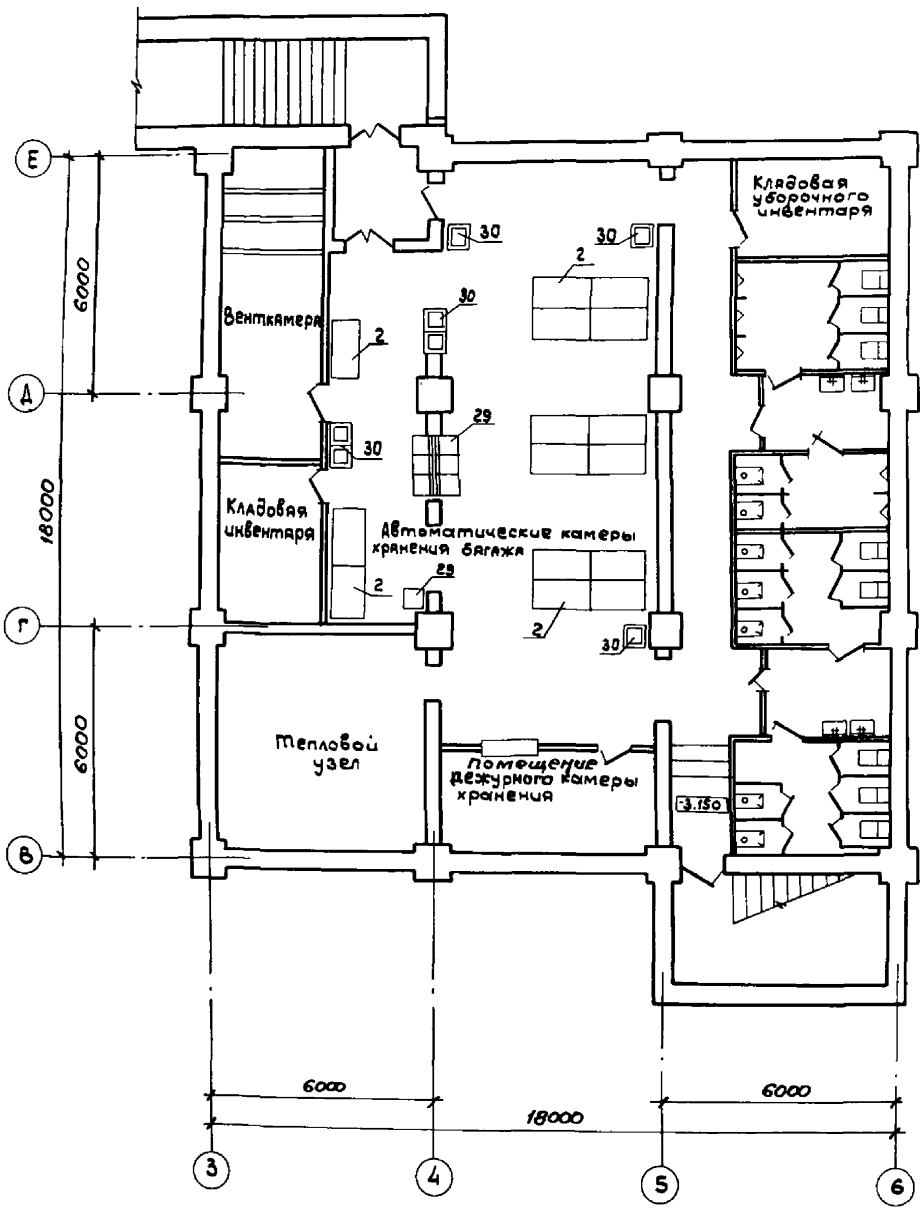 Е
Кладовая
уборочного
инвентаря
30
30
2
6000
30
Венткамера
2
Д
29
30
18000
Кладовая
инвентаря
Автоматические камеры
хранения багажа
29
2
2
Г
30
6000
Тепловой
узел
Помещение
дежурного камеры
хранения
-3.150
В
6000
6000
18000
3
4
5
6